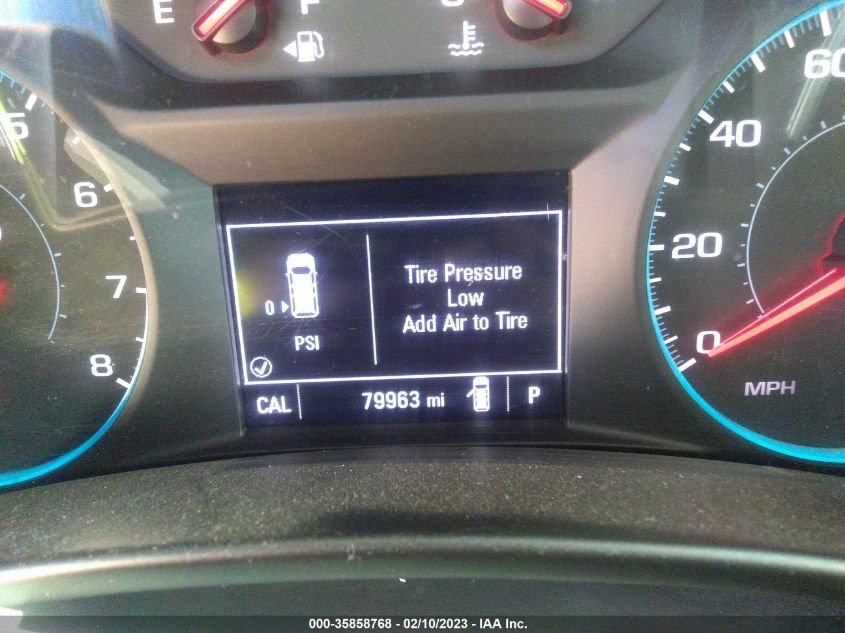 E
F
5
6
7
8
Tire Pressure
Low
Add Air to Tire
0
PSI
CAL
79963 mi
P
60
40
20
0
MPH
000-35858768 - 02/10/2023 - IAA Inc.